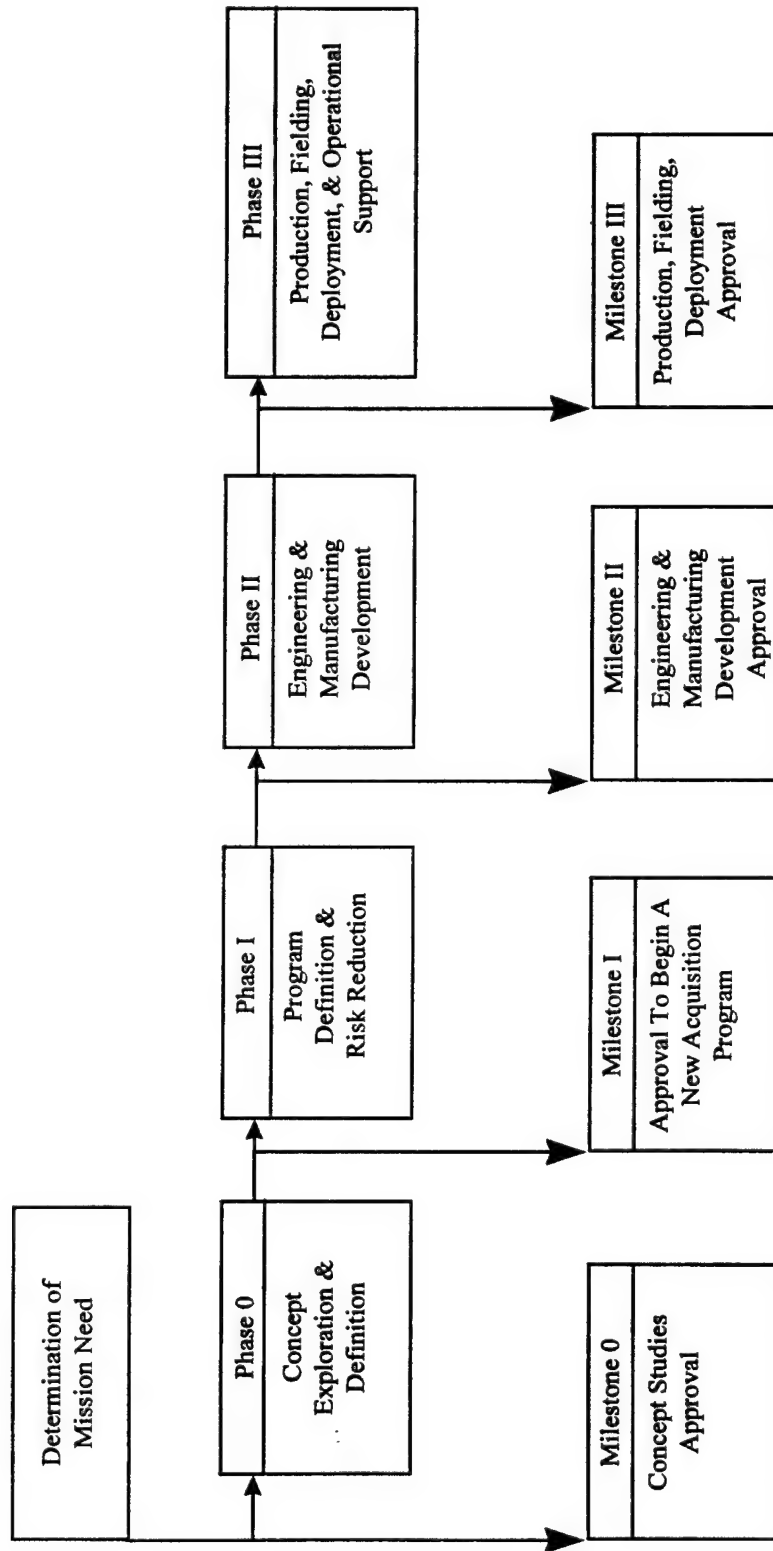 Determination of
Mission Need
Phase 0
Concept
Exploration &
Definition
Phase I
Program
Definition &
Risk Reduction
Phase II
Engineering &
Manufacturing
Development
Phase III
Production, Fielding,
Deployment, & Operational
Support
Milestone 0
Concept Studies
Approval
Milestone I
Approval To Begin A
New Acquisition
Program
Milestone II
Engineering &
Manufacturing
Development
Approval
Milestone III
Production, Fielding,
Deployment
Approval